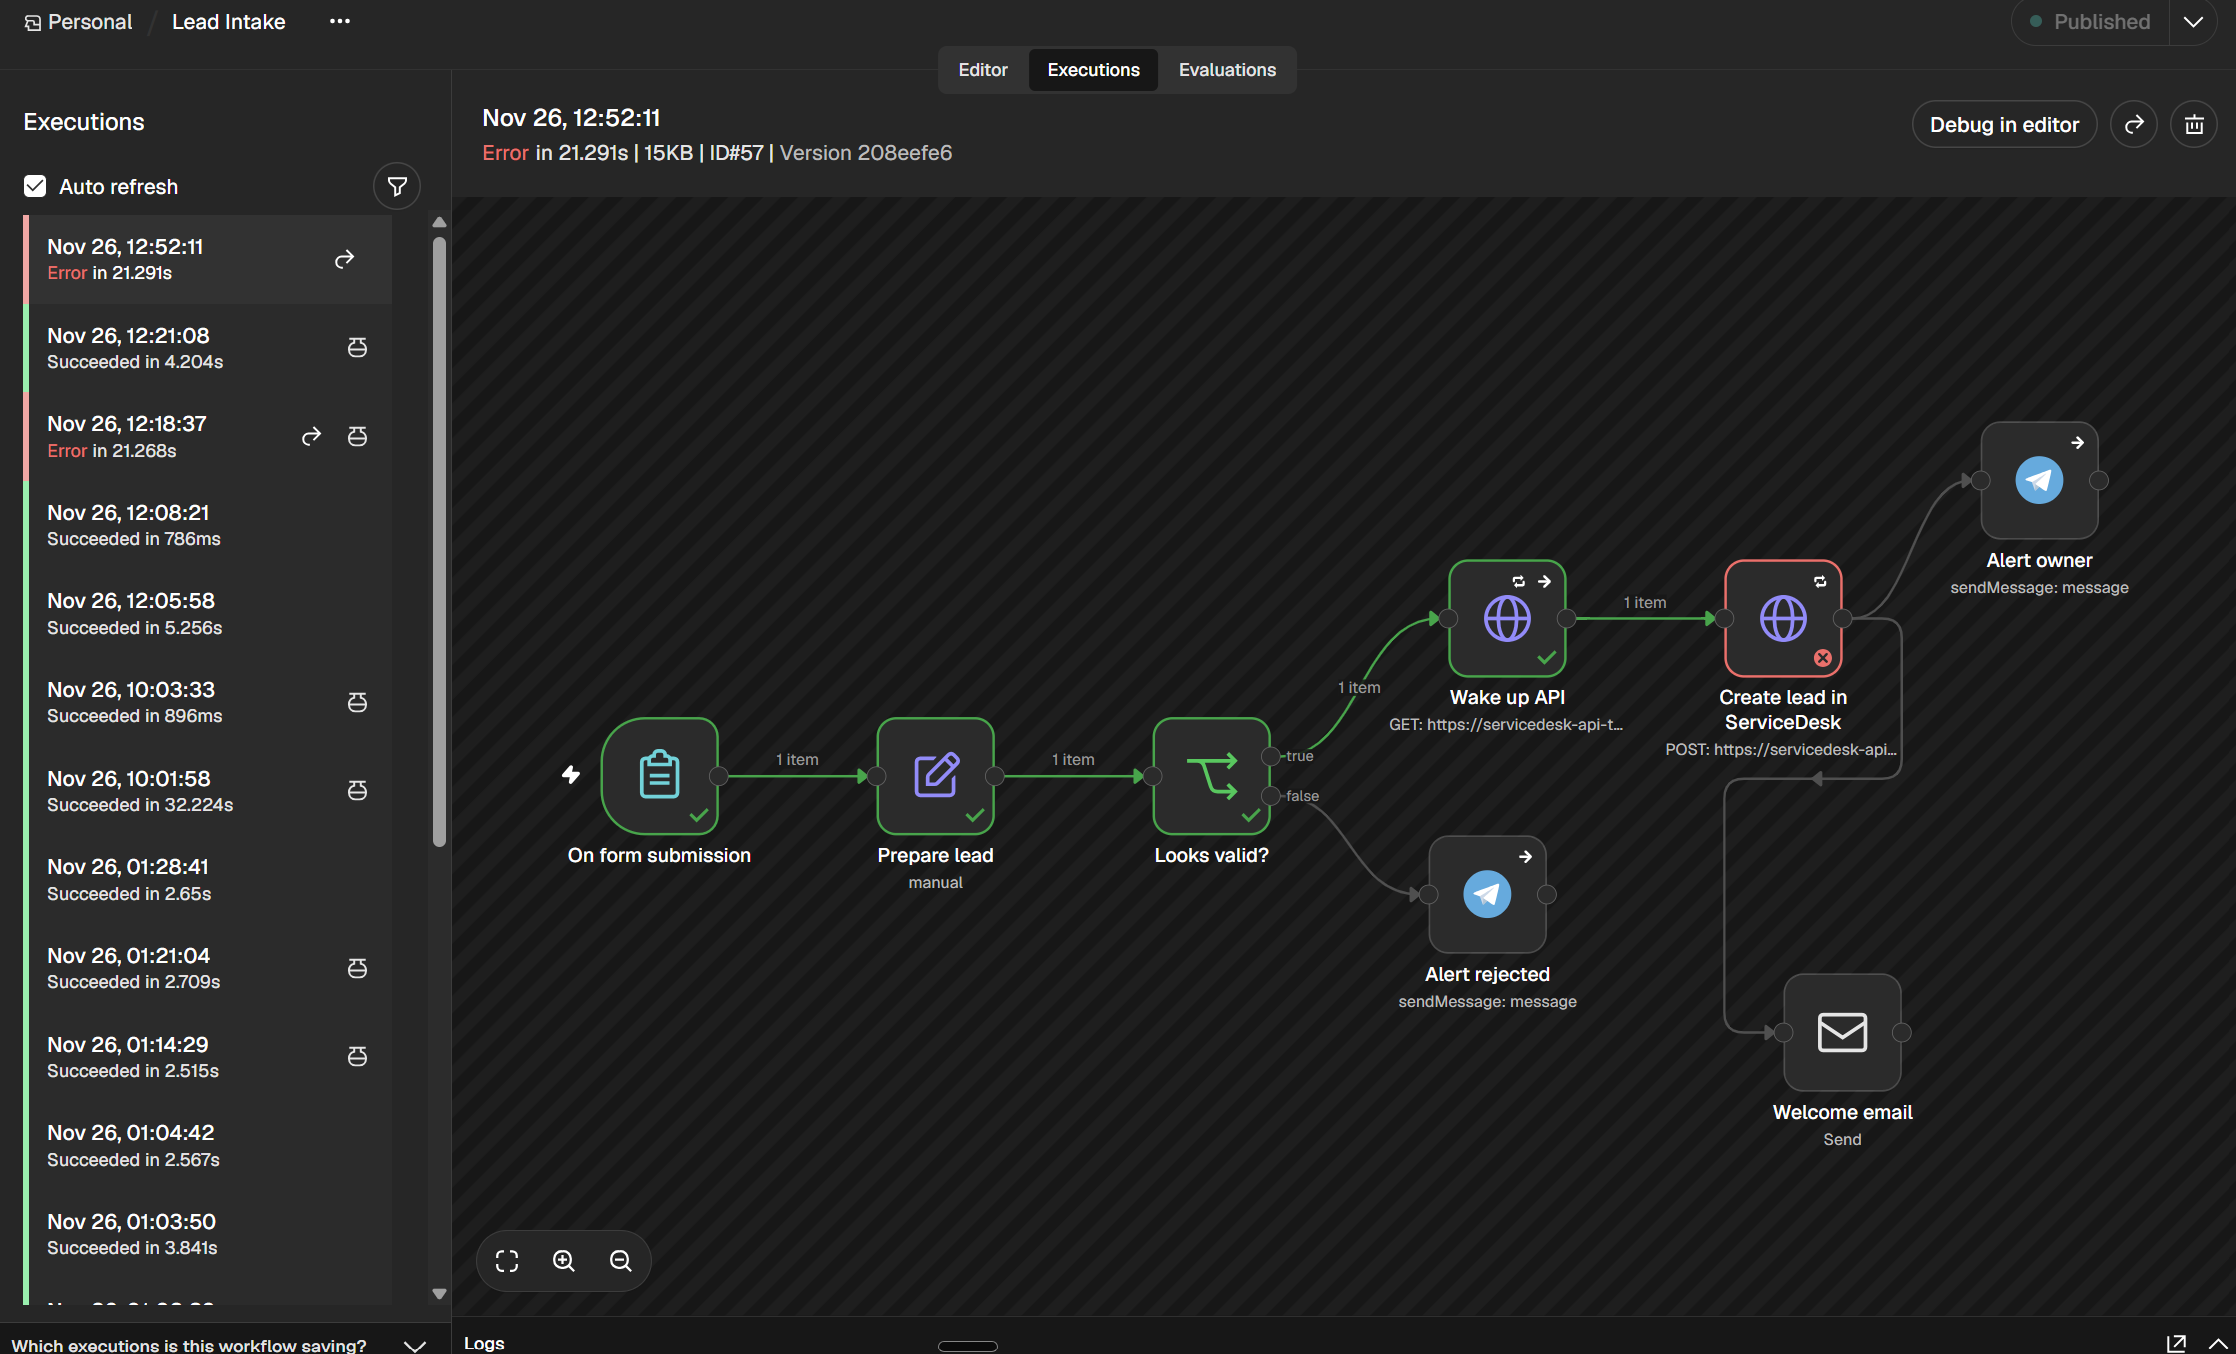 Personal / Lead Intake ...
Published
Editor
Executions
Evaluations
Executions
Auto refresh
Nov 26, 12:52:11
Error in 21.291s
Nov 26, 12:21:08
Succeeded in 4.204s
Nov 26, 12:18:37
Error in 21.268s
Nov 26, 12:08:21
Succeeded in 786ms
Nov 26, 12:05:58
Succeeded in 5.256s
Nov 26, 10:03:33
Succeeded in 896ms
Nov 26, 10:01:58
Succeeded in 32.224s
Nov 26, 01:28:41
Succeeded in 2.65s
Nov 26, 01:21:04
Succeeded in 2.709s
Nov 26, 01:14:29
Succeeded in 2.515s
Nov 26, 01:04:42
Succeeded in 2.567s
Nov 26, 01:03:50
Succeeded in 3.841s
Which executions is this workflow saving?
Nov 26, 12:52:11
Error in 21.291s | 15KB | ID#57 | Version 208eefe6
Debug in editor
Alert owner
sendMessage: message
1 item
1 item
Wake up API
GET: https://servicedesk-api-t...
Create lead in
ServiceDesk
POST: https://servicedesk-api...
1 item
1 item
true
false
On form submission
Prepare lead
manual
Looks valid?
Alert rejected
sendMessage: message
Welcome email
Send
Logs